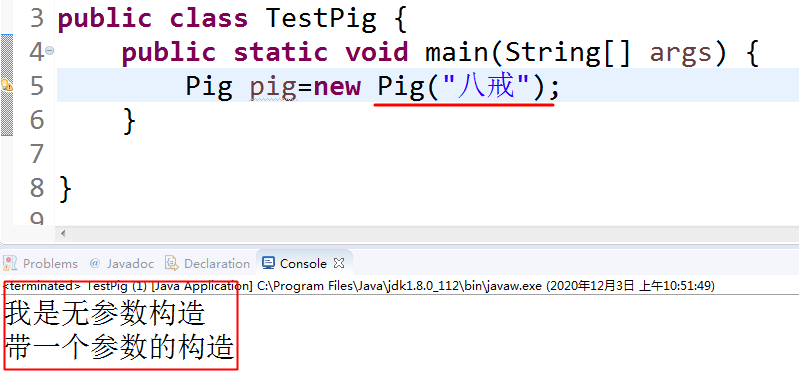 3 public class TestPig {
4 public static void main(String[] args) {
5 Pig pig=new Pig("八戒");
6 }
7
8 }
9
Problems @ Javadoc Declaration Console
<terminated> TestPig (1) [Java Application] C:\Program Files\Java\jdk1.8.0_112\bin\javaw.exe (2020年12月3日 上午10:51:49)
我是无参数构造
带一个参数的构造